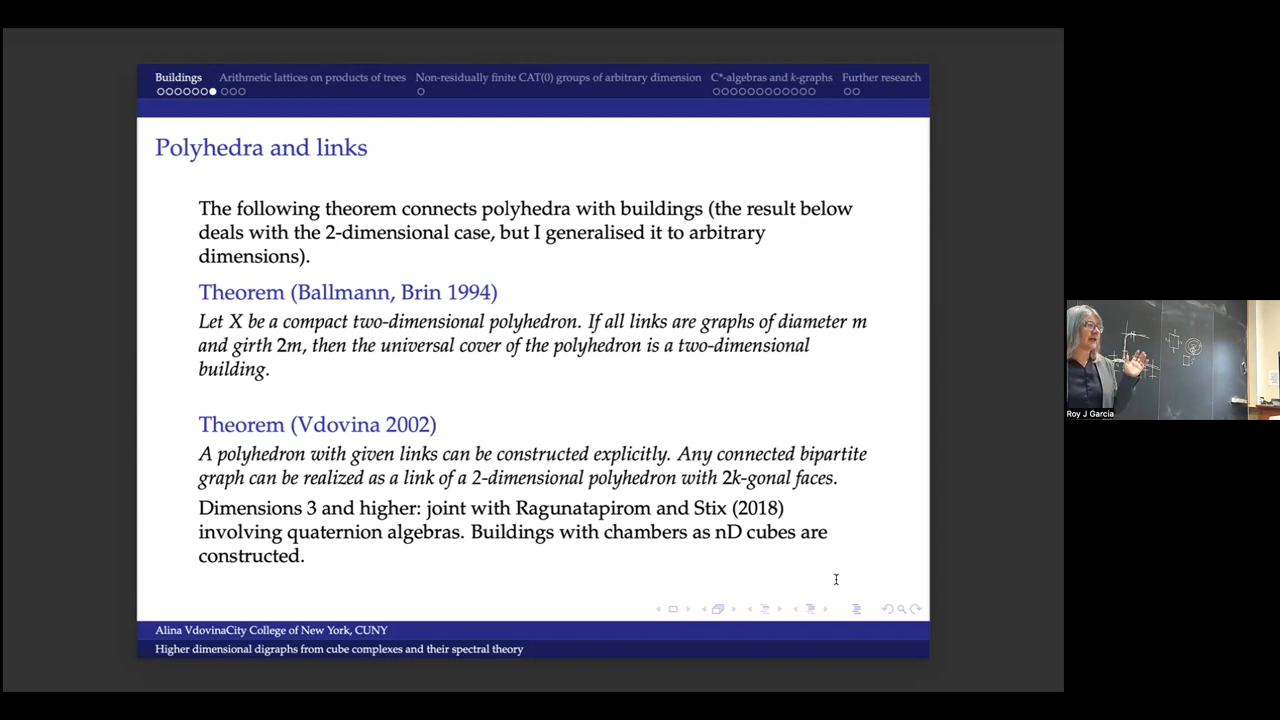 Buildings Arithmetic lattices on products of trees Non-residually finite CAT(0) groups of arbitrary dimension C*-algebras and k-graphs Further research
Polyhedra and links
The following theorem connects polyhedra with buildings (the result below
deals with the 2-dimensional case, but I generalised it to arbitrary
dimensions).
Theorem (Ballmann, Brin 1994)
Let X be a compact two-dimensional polyhedron. If all links are graphs of diameter m
and girth 2m, then the universal cover of the polyhedron is a two-dimensional
building.
Theorem (Vdovina 2002)
A polyhedron with given links can be constructed explicitly. Any connected bipartite
graph can be realized as a link of a 2-dimensional polyhedron with 2k-gonal faces.
Dimensions 3 and higher: joint with Ragunatapirom and Stix (2018)
involving quaternion algebras. Buildings with chambers as nD cubes are
constructed.
Alina VdovinaCity College of New York, CUNY
Higher dimensional digraphs from cube complexes and their spectral theory
Roy J Garcia